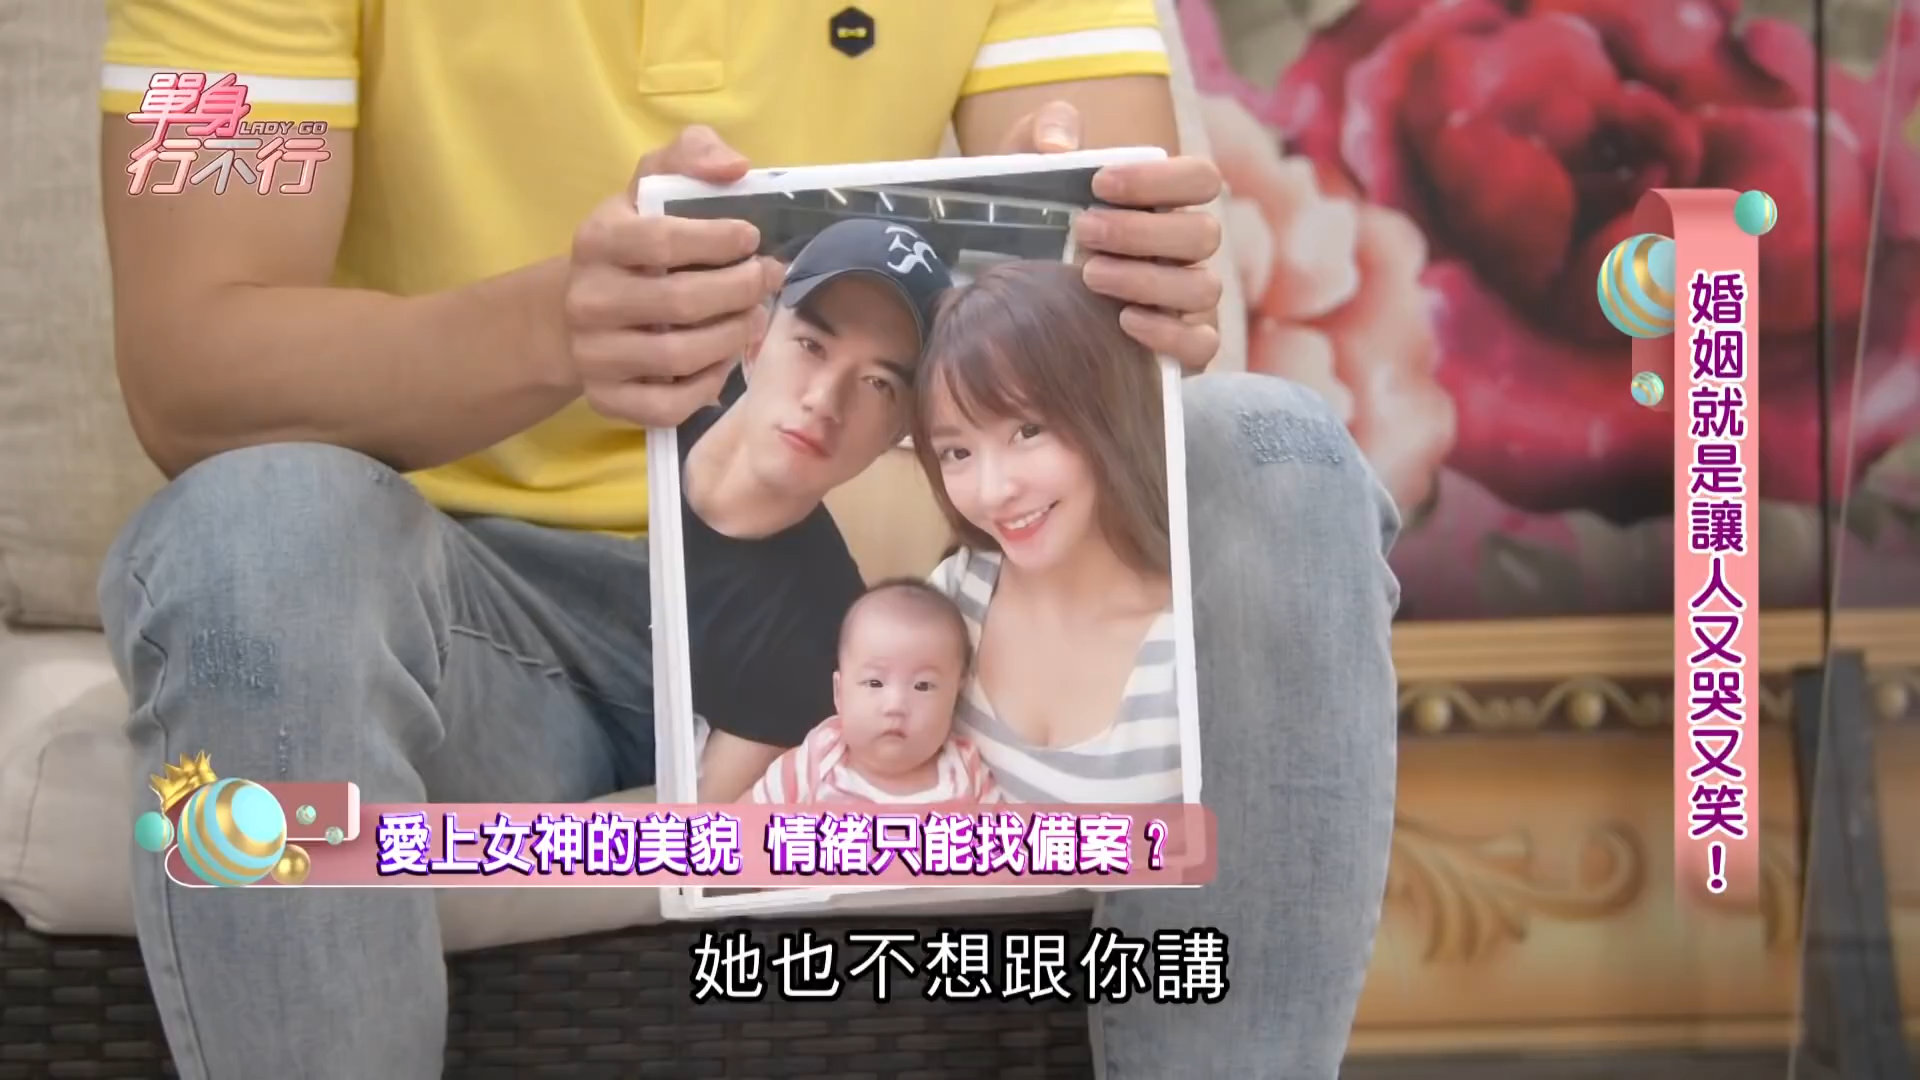 單身
LADY GO
行不行
婚姻就是讓人又哭又笑！
愛上女神的美貌 情緒只能找備案？
她也不想跟你講